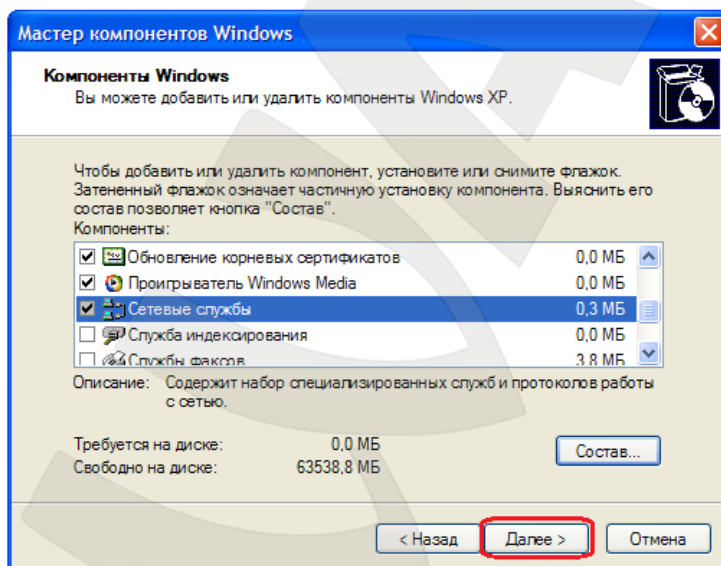 Мастер компонентов Windows
Компоненты Windows
Вы можете добавить или удалить компоненты Windows XP.
Чтобы добавить или удалить компонент, установите или снимите флажок.
Затененный флажок означает частичную установку компонента. Выяснить его
состав позволяет кнопка "Состав".
Компоненты:
Обновление корневых сертификатов 0,0 МБ
Проигрыватель Windows Media 0,0 МБ
Сетевые службы 0,3 МБ
Служба индексирования 0,0 МБ
Службы факсов 3,8 МБ
Описание: Содержит набор специализированных служб и протоколов работы
с сетью.
Требуется на диске: 0,0 МБ
Свободно на диске: 63538,8 МБ
Состав...
< Назад Далее > Отмена